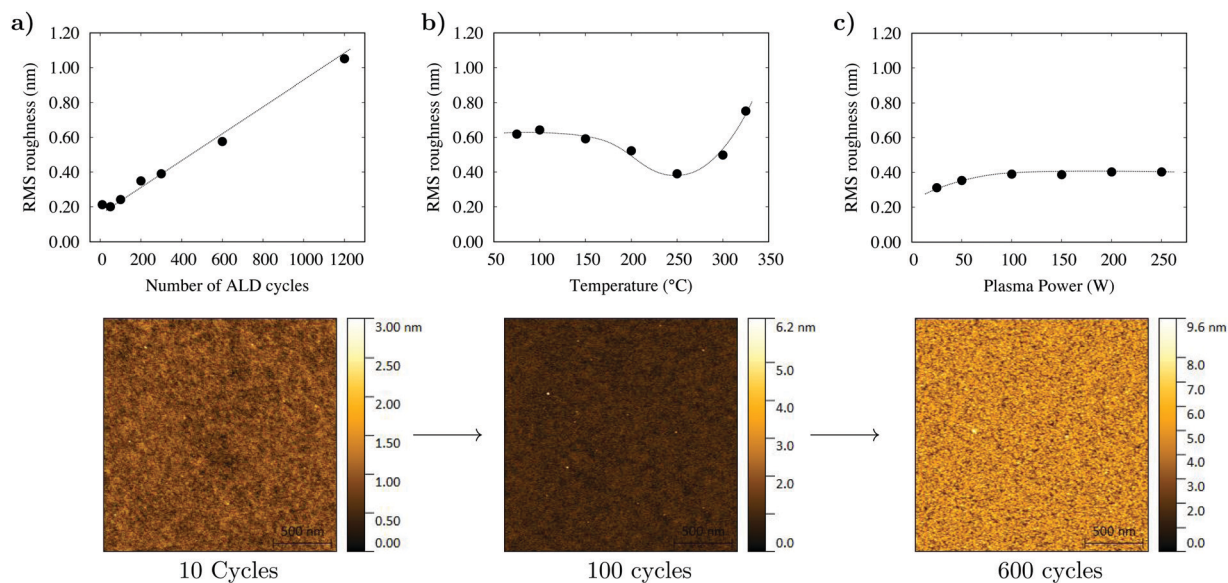 a)
1.20
1.00
0.80
0.60
0.40
0.20
0.00
RMS roughness (nm)
0 200 400 600 800 1000 1200
Number of ALD cycles
b)
1.20
1.00
0.80
0.60
0.40
0.20
0.00
RMS roughness (nm)
50 100 150 200 250 300 350
Temperature (°C)
c)
1.20
1.00
0.80
0.60
0.40
0.20
0.00
RMS roughness (nm)
0 50 100 150 200 250
Plasma Power (W)
3.00 nm
2.50
2.00
1.50
1.00
0.50
0.00
500 nm
10 Cycles
6.2 nm
5.0
4.0
3.0
2.0
1.0
0.0
500 nm
100 cycles
9.6 nm
8.0
7.0
6.0
5.0
4.0
3.0
2.0
1.0
0.0
500 nm
600 cycles